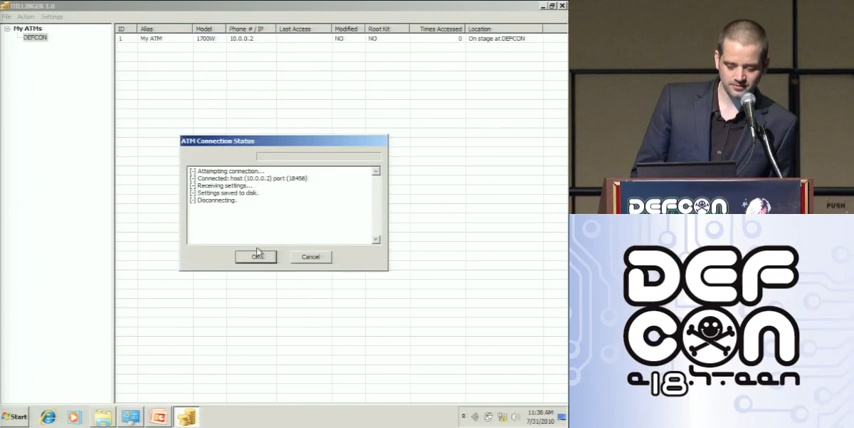 DILLINGER 1.0
File Action Settings
My ATMs
DEFCON
ID Alias Model Phone # / IP Last Access Modified Root Kit Times Accessed Location
1 My ATM 1700W 10.0.0.2 NO NO 0 On stage at DEFCON
ATM Connection Status
[-] Attempting connection...
[-] Connected: host (10.0.0.2) port (18456)
[-] Receiving settings...
[-] Settings saved to disk.
[-] Disconnecting.
Cancel
Start
11:36 AM
7/31/2010
DEFCON
PUSH
DEF
CON
e.18.h-teen